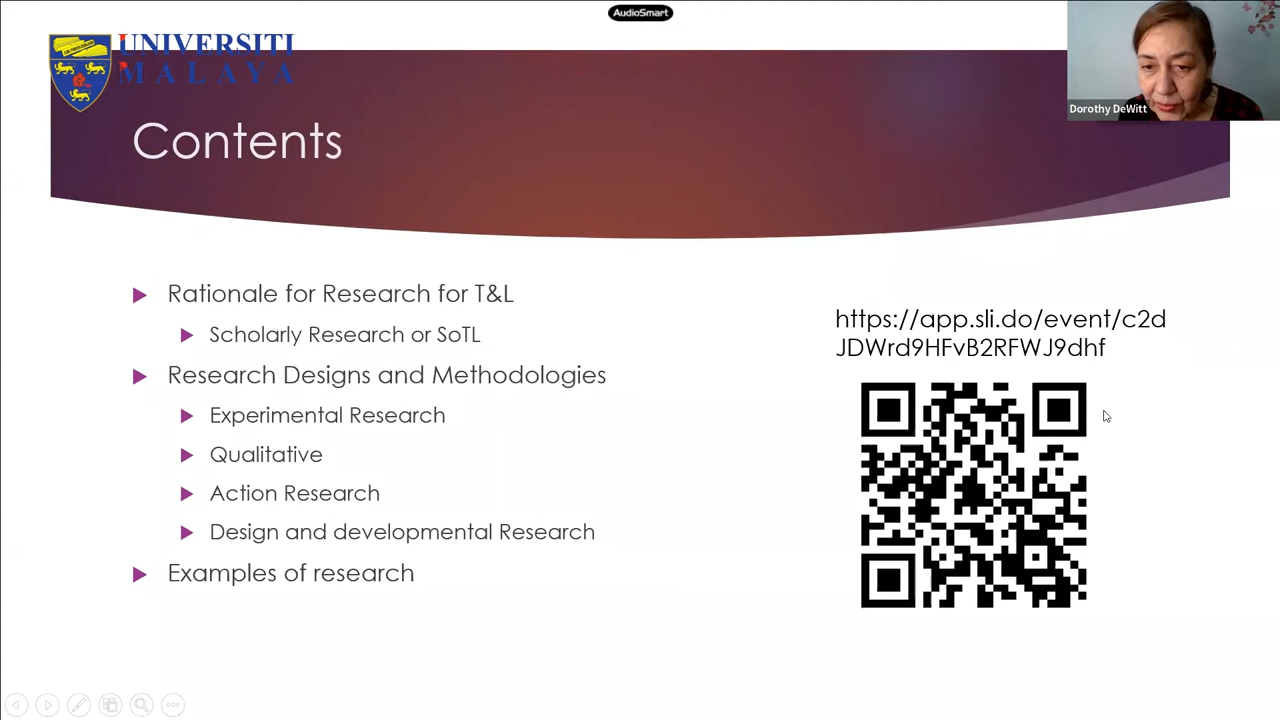 AudioSmart
UNIVERSITI
MALAYA
Dorothy DeWitt
Contents
Rationale for Research for T&L
Scholarly Research or SoTL
Research Designs and Methodologies
Experimental Research
Qualitative
Action Research
Design and developmental Research
Examples of research
https://app.sli.do/event/c2d
JDWrd9HFvB2RFWJ9dhf